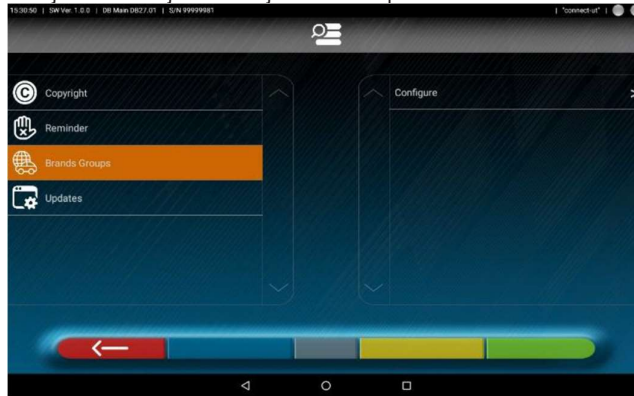 15:30:50 | SW Ver. 1.0.0 | DB Main DB27.01 | S/N 99999981 | "connect-ut" |
Copyright
Configure
Reminder
Brands Groups
Updates